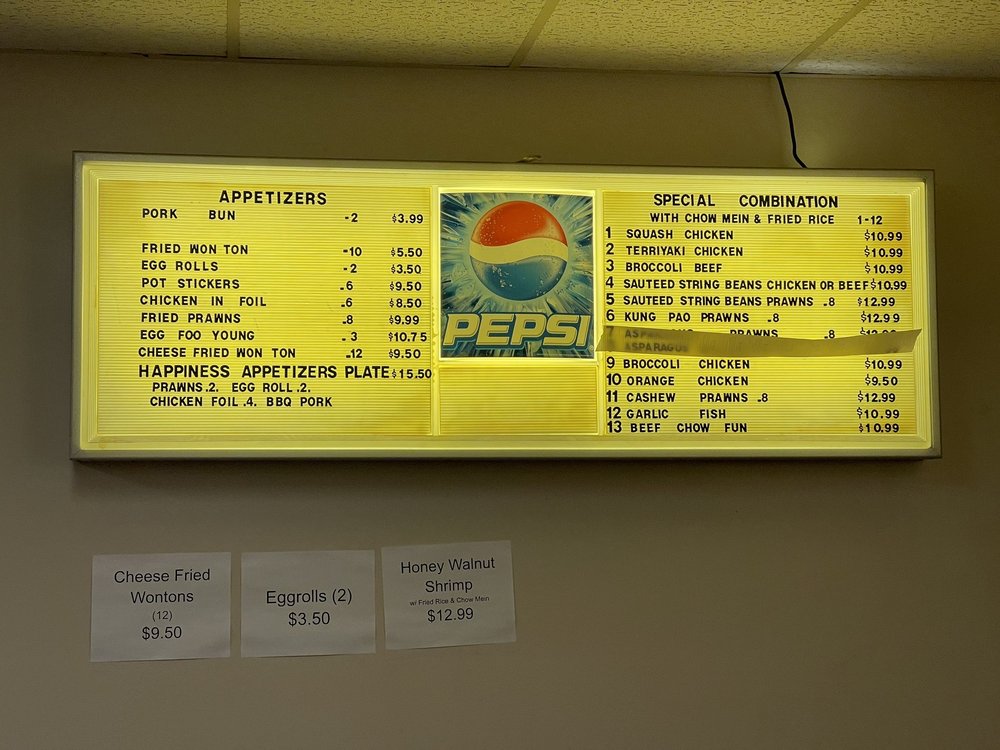 APPETIZERS
PORK BUN -2 $3.99
FRIED WON TON -10 $5.50
EGG ROLLS -2 $3.50
POT STICKERS .6 $9.50
CHICKEN IN FOIL .6 $8.50
FRIED PRAWNS .8 $9.99
EGG FOO YOUNG . 3 $10.75
CHEESE FRIED WON TON .12 $9.50
HAPPINESS APPETIZERS PLATE $15.50
PRAWNS .2. EGG ROLL .2.
CHICKEN FOIL .4. BBQ PORK
PEPSI
SPECIAL COMBINATION
WITH CHOW MEIN & FRIED RICE 1-12
1 SQUASH CHICKEN $10.99
2 TERRIYAKI CHICKEN $10.99
3 BROCCOLI BEEF $10.99
4 SAUTEED STRING BEANS CHICKEN OR BEEF $10.99
5 SAUTEED STRING BEANS PRAWNS .8 $12.99
6 KUNG PAO PRAWNS .8 $12.99
7 PRAWNS .8
ASPARAGUS
9 BROCCOLI CHICKEN $10.99
10 ORANGE CHICKEN $9.50
11 CASHEW PRAWNS .8 $12.99
12 GARLIC FISH $10.99
13 BEEF CHOW FUN $10.99
Cheese Fried
Wontons
(12)
$9.50
Eggrolls (2)
$3.50
Honey Walnut
Shrimp
w/ Fried Rice & Chow Mein
$12.99